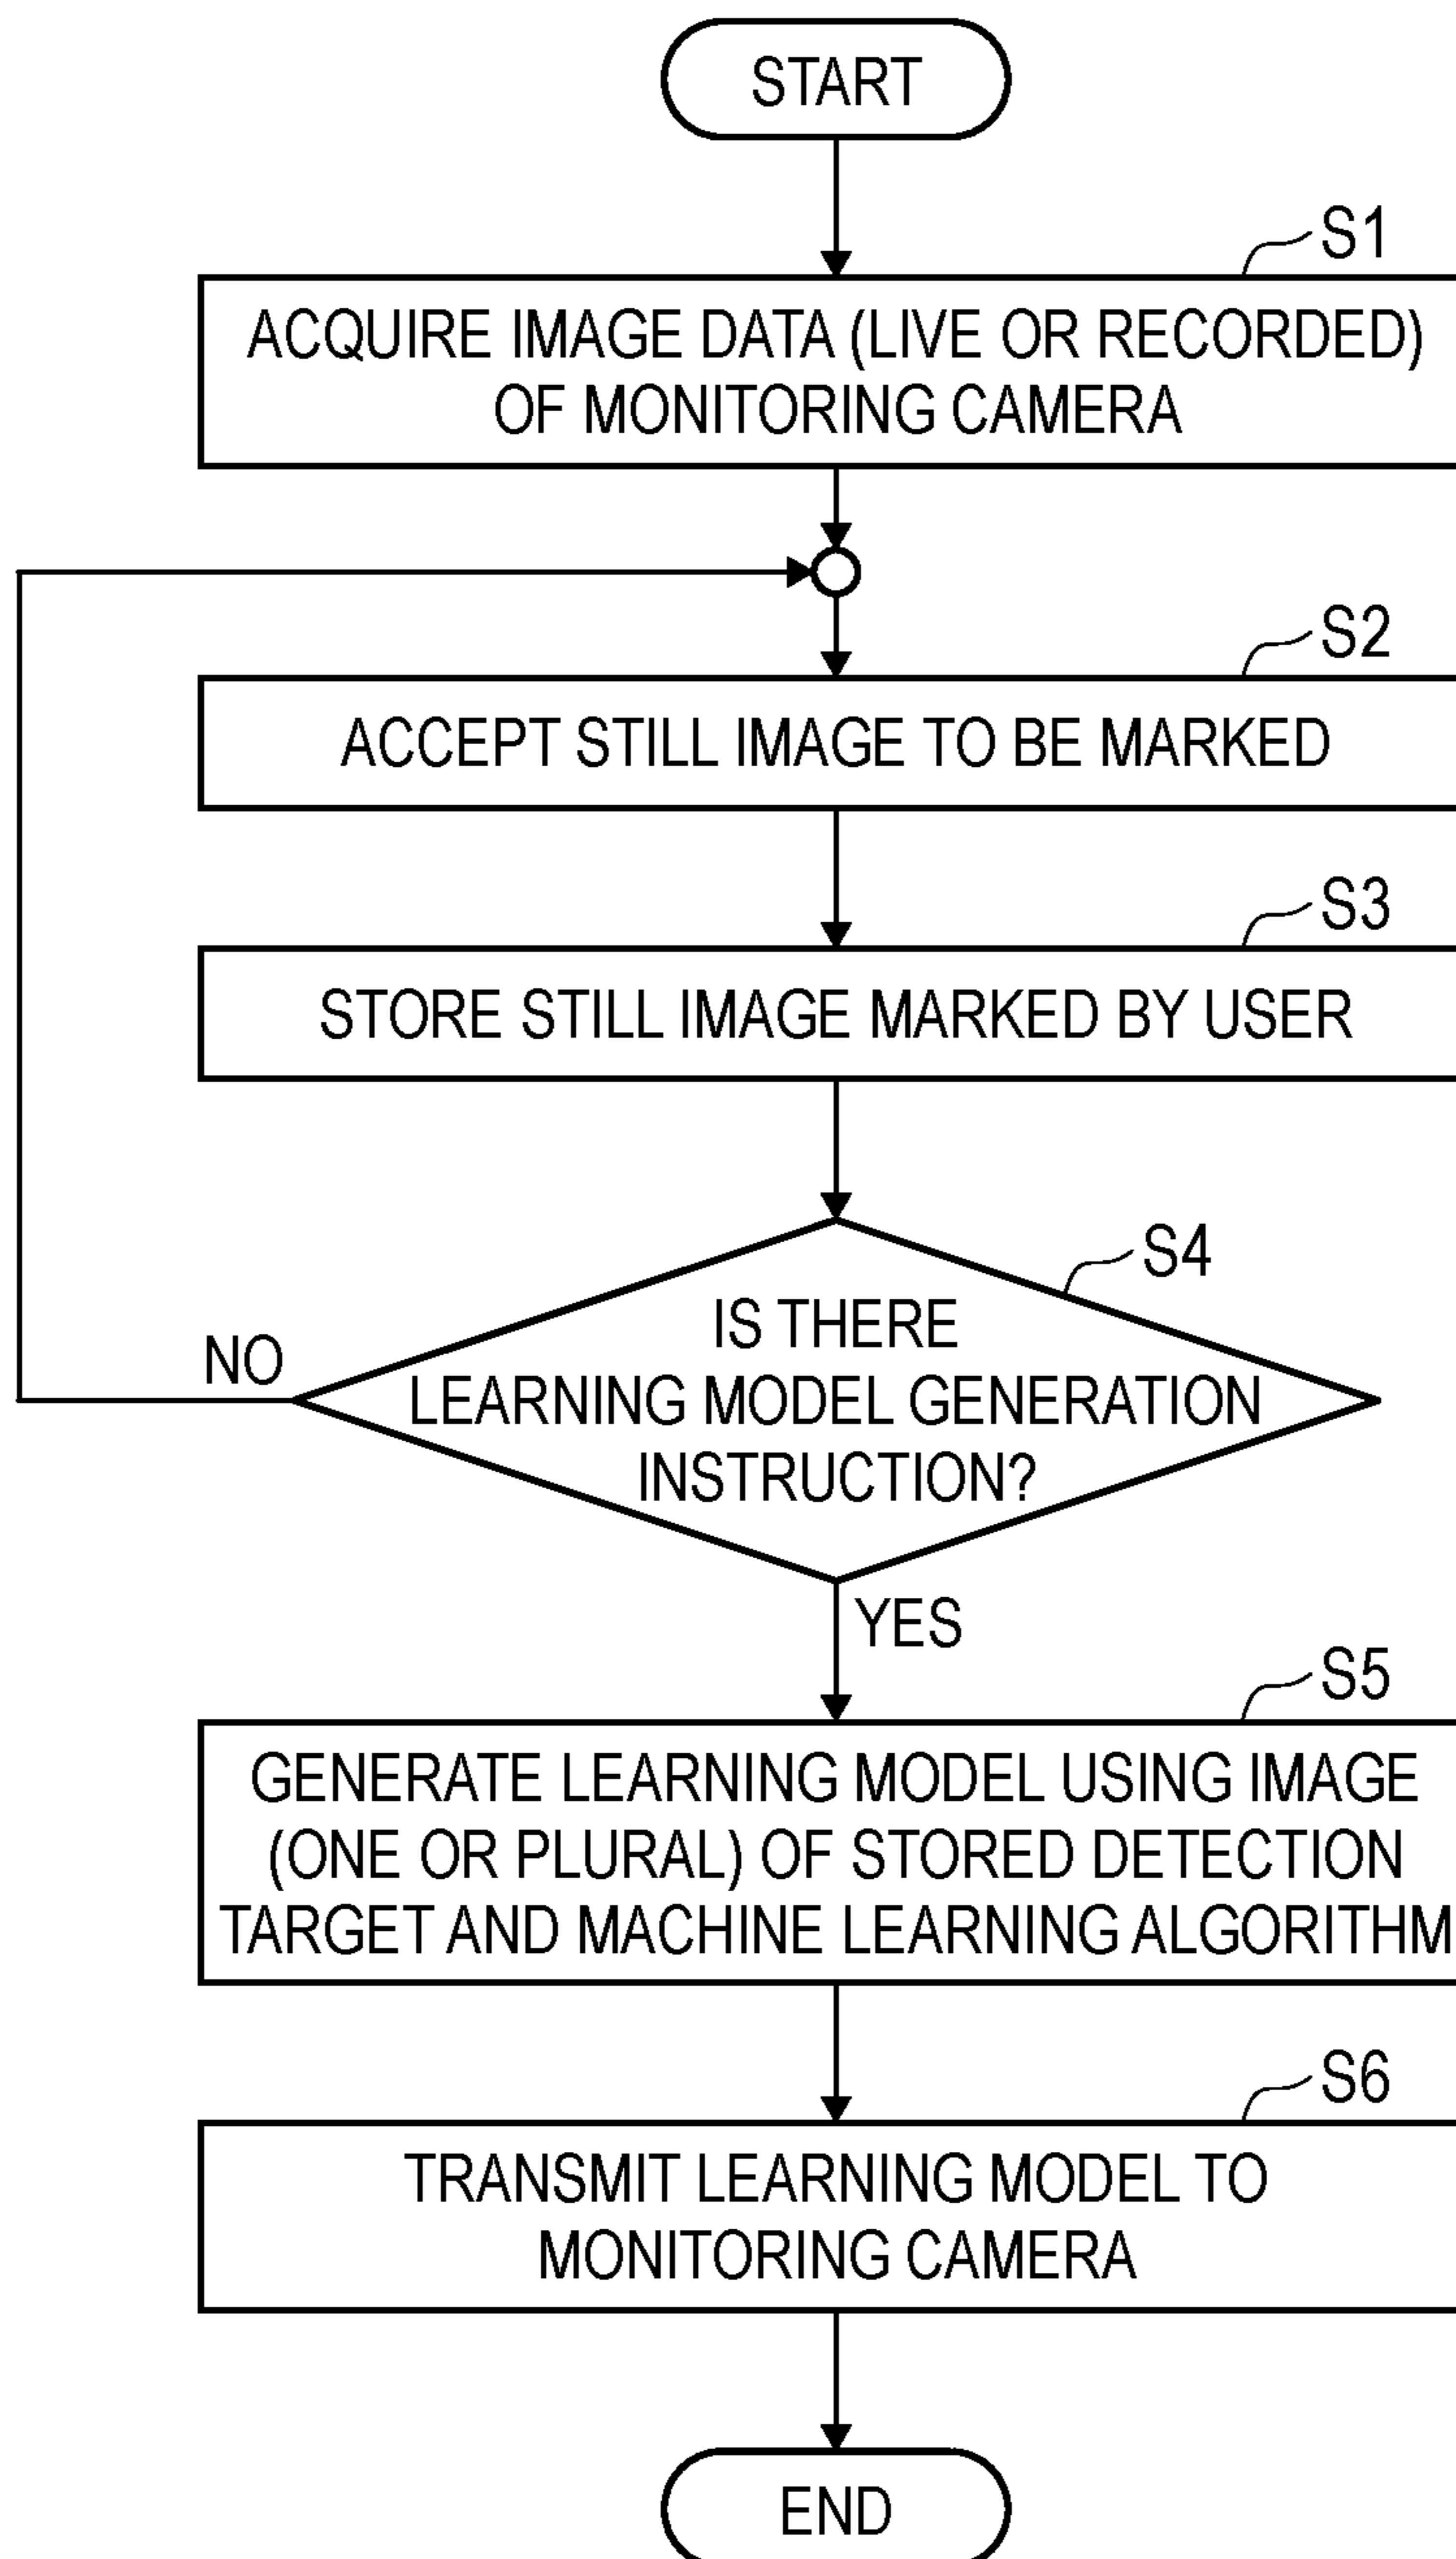 START
S1
ACQUIRE IMAGE DATA (LIVE OR RECORDED)
OF MONITORING CAMERA
S2
ACCEPT STILL IMAGE TO BE MARKED
S3
STORE STILL IMAGE MARKED BY USER
S4
IS THERE
LEARNING MODEL GENERATION
INSTRUCTION?
NO
YES
S5
GENERATE LEARNING MODEL USING IMAGE
(ONE OR PLURAL) OF STORED DETECTION
TARGET AND MACHINE LEARNING ALGORITHM
S6
TRANSMIT LEARNING MODEL TO
MONITORING CAMERA
END